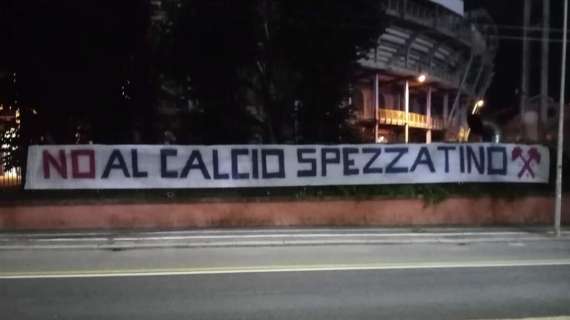 NO AL CALCIO SPEZZATINO